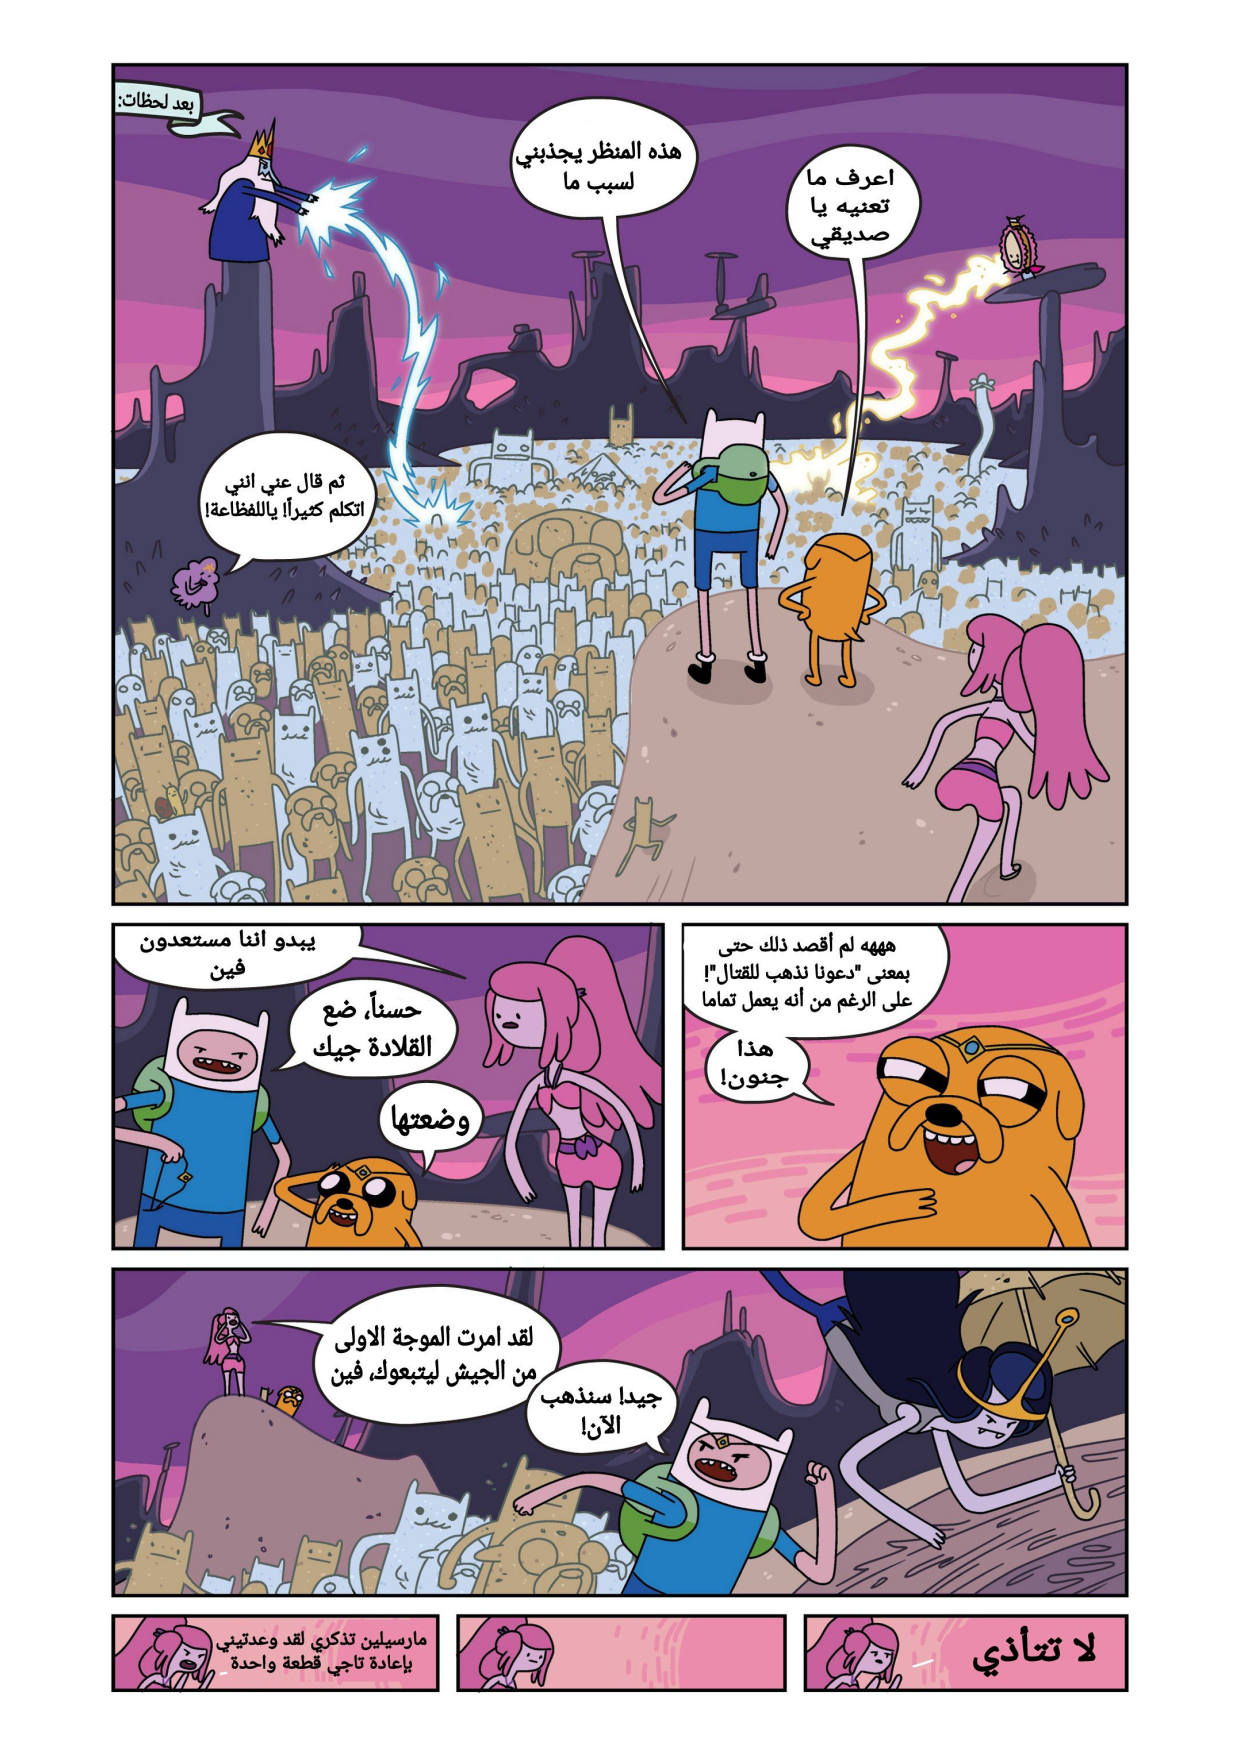 بعد لحظات:
هذه المنظر يجذبني
لسبب ما
اعرف ما
تعنيه يا
صديقي
ثم قال عني انني
اتكلم كثيراً! ياللفظاعة!
يبدو اننا مستعدون
فين
حسناً، ضع
القلادة جيك
وضعتها
هههه لم أقصد ذلك حتى
بمعنى "دعونا نذهب للقتال"!
على الرغم من أنه يعمل تماما
هذا
جنون!
لقد امرت الموجة الاولى
من الجيش ليتبعوك، فين
جيد! سنذهب
الآن!
مارسيلين تذكري لقد وعدتيني
بإعادة تاجي قطعة واحدة
لا تتأذي